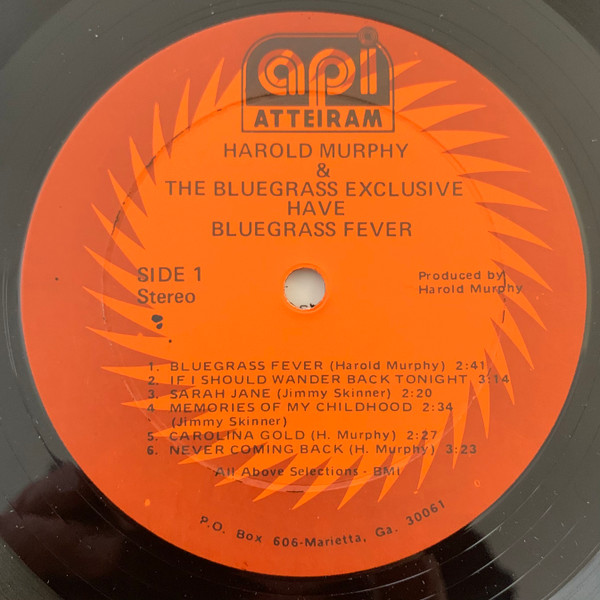 api
ATTEIRAM
HAROLD MURPHY
&
THE BLUEGRASS EXCLUSIVE
HAVE
BLUEGRASS FEVER
SIDE 1
Stereo
Produced by
Harold Murphy
1. BLUEGRASS FEVER (Harold Murphy) 2:41
2. IF I SHOULD WANDER BACK TONIGHT 3:14
3. SARAH JANE (Jimmy Skinner) 2:20
4. MEMORIES OF MY CHILDHOOD 2:34
(Jimmy Skinner)
5. CAROLINA GOLD (H. Murphy) 2:27
6. NEVER COMING BACK (H. Murphy) 3:23
All Above Selections - BMI
P.O. Box 606-Marietta, Ga. 30061